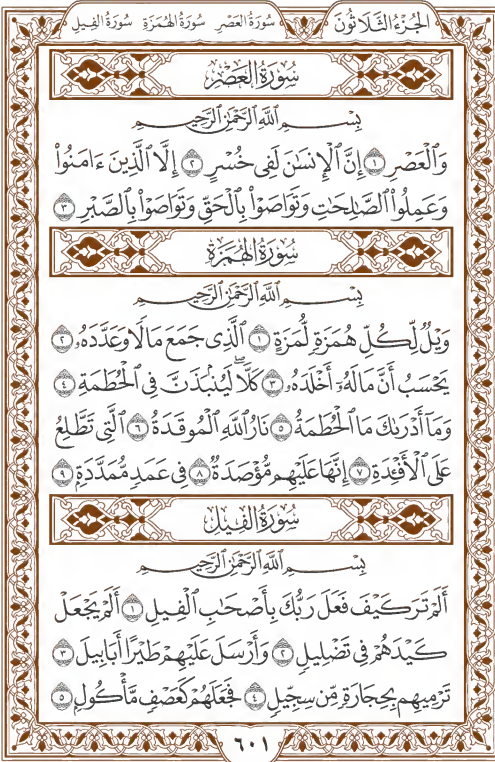 الجُزْءُ الثَّلَاثُونَ سُورَةُ العَصْرِ سُورَةُ الهُمَزَةِ سُورَةُ الفِيلِ
سُورَةُ العَصْرِ
بِسْمِ ٱللَّهِ ٱلرَّحْمَٰنِ ٱلرَّحِيمِ
وَٱلْعَصْرِ ١ إِنَّ ٱلْإِنسَٰنَ لَفِى خُسْرٍ ٢ إِلَّا ٱلَّذِينَ ءَامَنُوا۟
وَعَمِلُوا۟ ٱلصَّٰلِحَٰتِ وَتَوَاصَوْا۟ بِٱلْحَقِّ وَتَوَاصَوْا۟ بِٱلصَّبْرِ ٣
سُورَةُ الهُمَزَةِ
بِسْمِ ٱللَّهِ ٱلرَّحْمَٰنِ ٱلرَّحِيمِ
وَيْلٌ لِّكُلِّ هُمَزَةٍ لُّمَزَةٍ ١ ٱلَّذِى جَمَعَ مَالًا وَعَدَّدَهُۥ ٢
يَحْسَبُ أَنَّ مَالَهُۥٓ أَخْلَدَهُۥ ٣ كَلَّا ۖ لَيُنۢبَذَنَّ فِى ٱلْحُطَمَةِ ٤
وَمَآ أَدْرَىٰكَ مَا ٱلْحُطَمَةُ ٥ نَارُ ٱللَّهِ ٱلْمُوقَدَةُ ٦ ٱلَّتِى تَطَّلِعُ
عَلَى ٱلْأَفْـِٔدَةِ ٧ إِنَّهَا عَلَيْهِم مُّؤْصَدَةٌ ٨ فِى عَمَدٍ مُّمَدَّدَةٍۭ ٩
سُورَةُ الفِيلِ
بِسْمِ ٱللَّهِ ٱلرَّحْمَٰنِ ٱلرَّحِيمِ
أَلَمْ تَرَ كَيْفَ فَعَلَ رَبُّكَ بِأَصْحَٰبِ ٱلْفِيلِ ١ أَلَمْ يَجْعَلْ
كَيْدَهُمْ فِى تَضْلِيلٍ ٢ وَأَرْسَلَ عَلَيْهِمْ طَيْرًا أَبَابِيلَ ٣
تَرْمِيهِم بِحِجَارَةٍ مِّن سِجِّيلٍ ٤ فَجَعَلَهُمْ كَعَصْفٍ مَّأْكُولٍۭ ٥
٦٠١